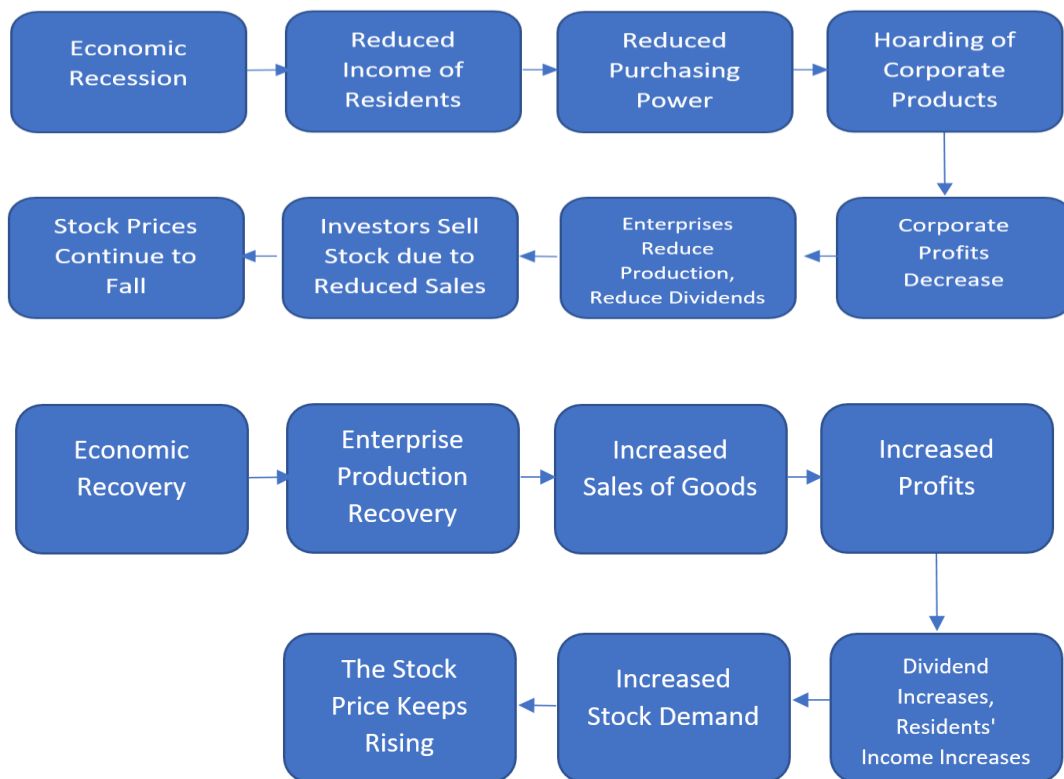 Economic
Recession
Reduced
Income of
Residents
Reduced
Purchasing
Power
Hoarding of
Corporate
Products
Corporate
Profits
Decrease
Enterprises
Reduce
Production,
Reduce Dividends
Investors Sell
Stock due to
Reduced Sales
Stock Prices
Continue to
Fall
Economic
Recovery
Enterprise
Production
Recovery
Increased
Sales of Goods
Increased
Profits
Dividend
Increases,
Residents'
Income Increases
Increased
Stock Demand
The Stock
Price Keeps
Rising